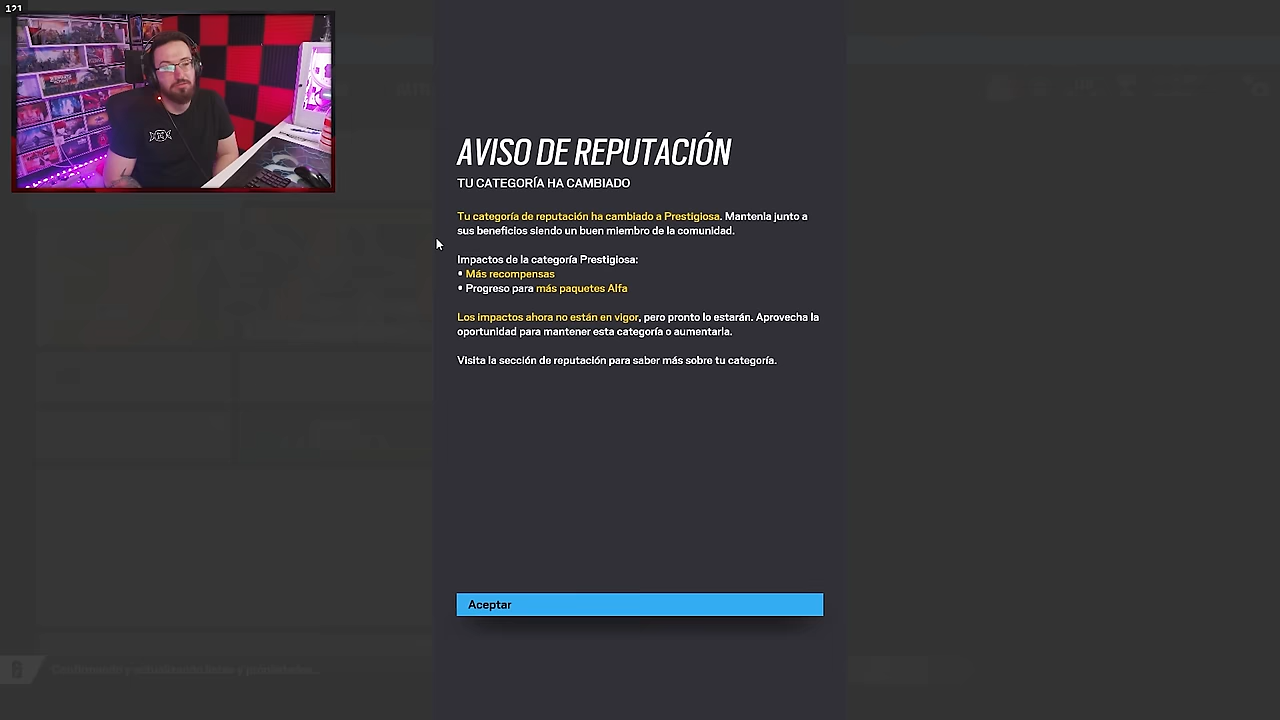 121
AVISO DE REPUTACIÓN
TU CATEGORÍA HA CAMBIADO
Tu categoría de reputación ha cambiado a Prestigiosa. Mantenla junto a
sus beneficios siendo un buen miembro de la comunidad.
Impactos de la categoría Prestigiosa:
• Más recompensas
• Progreso para más paquetes Alfa
Los impactos ahora no están en vigor, pero pronto lo estarán. Aprovecha la
oportunidad para mantener esta categoría o aumentarla.
Visita la sección de reputación para saber más sobre tu categoría.
Aceptar